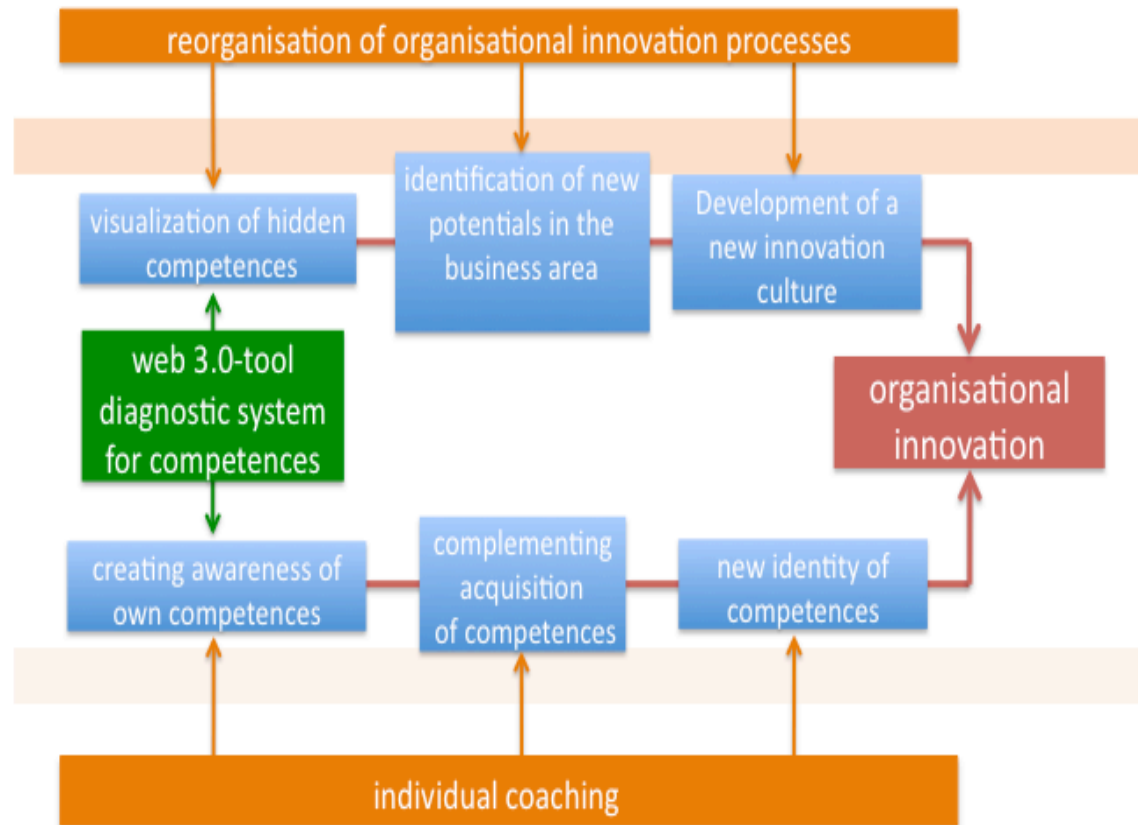 reorganisation of organisational innovation processes
visualization of hidden
competences
identification of new
potentials in the
business area
Development of a
new innovation
culture
web 3.0-tool
diagnostic system
for competences
organisational
innovation
creating awareness of
own competences
complementing
acquisition
of competences
new identity of
competences
individual coaching